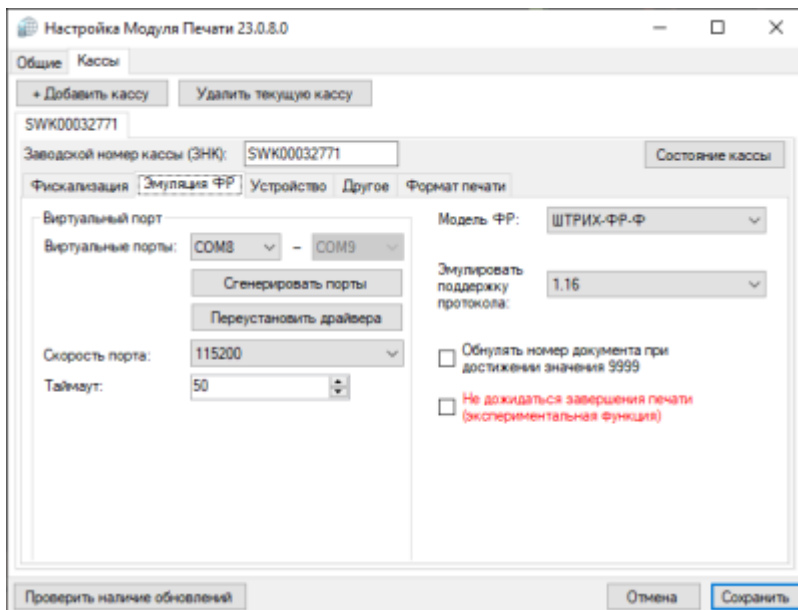 Настройка Модуля Печати 23.0.8.0
Общие Кассы
+ Добавить кассу Удалить текущую кассу
SWK00032771
Заводской номер кассы (ЗНК): SWK00032771 Состояние кассы
Фискализация Эмуляция ФР Устройство Другое Формат печати
Виртуальный порт
Виртуальные порты: COM8 – COM9
Сгенерировать порты
Переустановить драйвера
Скорость порта: 115200
Таймаут: 50
Модель ФР: ШТРИХ-ФР-Ф
Эмулировать
поддержку
протокола:
1.16
Обнулять номер документа при
достижении значения 9999
Не дожидаться завершения печати
(экспериментальная функция)
Проверить наличие обновлений Отмена Сохранить